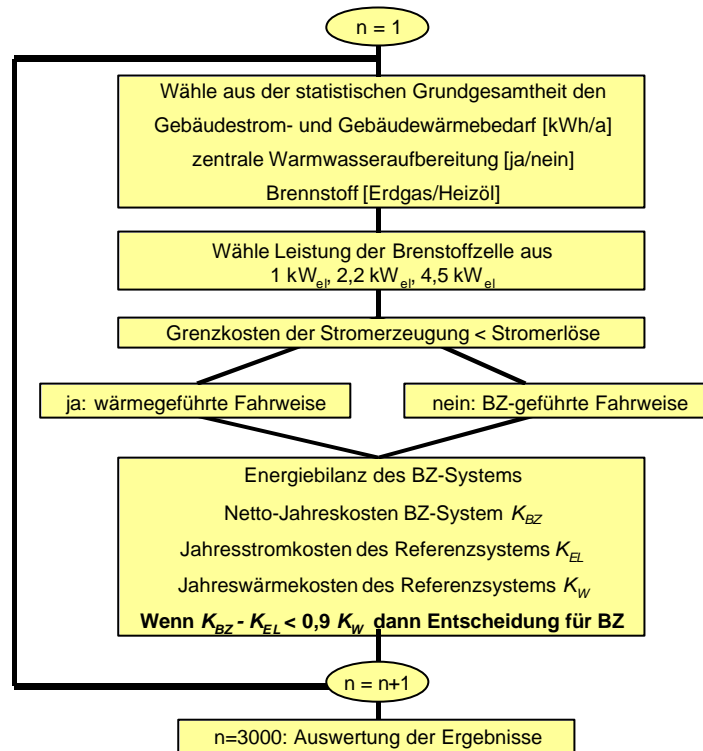 n = 1
Wähle aus der statistischen Grundgesamtheit den
Gebäudestrom- und Gebäudewärmebedarf [kWh/a]
zentrale Warmwasseraufbereitung [ja/nein]
Brennstoff [Erdgas/Heizöl]
Wähle Leistung der Brenstoffzelle aus
1 kWel, 2,2 kWel, 4,5 kWel
Grenzkosten der Stromerzeugung < Stromerlöse
ja: wärmegeführte Fahrweise
nein: BZ-geführte Fahrweise
Energiebilanz des BZ-Systems
Netto-Jahreskosten BZ-System KBZ
Jahresstromkosten des Referenzsystems KEL
Jahreswärmekosten des Referenzsystems KW
Wenn KBZ - KEL < 0,9 KW dann Entscheidung für BZ
n = n+1
n=3000: Auswertung der Ergebnisse